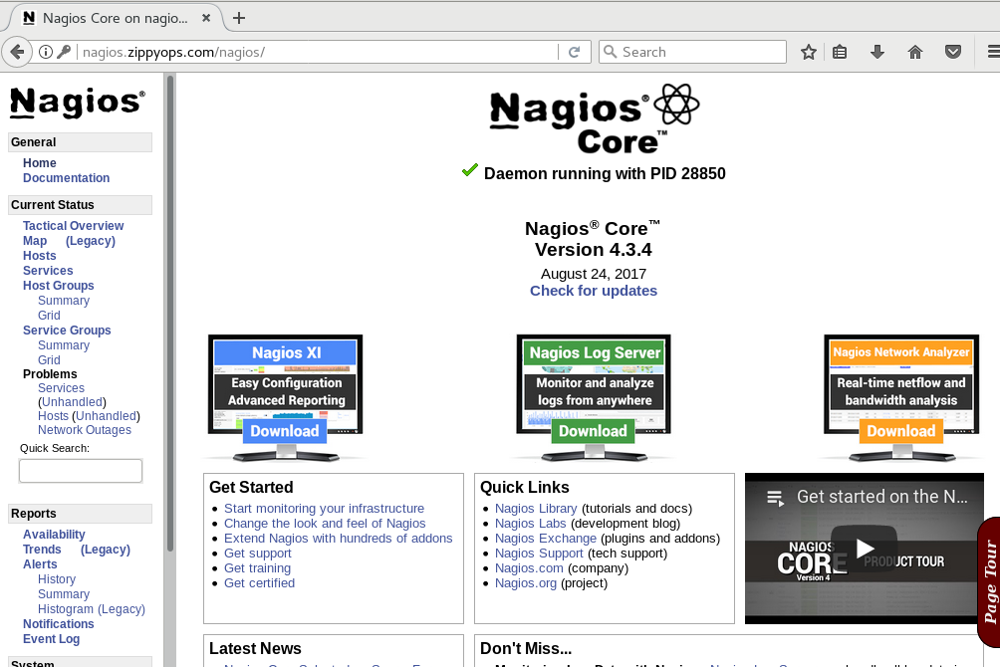 Nagios Core on nagio...
nagios.zippyops.com/nagios/
Search
Nagios®
General
Home
Documentation
Current Status
Tactical Overview
Map (Legacy)
Hosts
Services
Host Groups
Summary
Grid
Service Groups
Summary
Grid
Problems
Services
(Unhandled)
Hosts (Unhandled)
Network Outages
Quick Search:
Reports
Availability
Trends (Legacy)
Alerts
History
Summary
Histogram (Legacy)
Notifications
Event Log
System
Nagios®
Core™
Daemon running with PID 28850
Nagios® Core™
Version 4.3.4
August 24, 2017
Check for updates
Nagios XI
Easy Configuration
Advanced Reporting
Download
Nagios Log Server
Monitor and analyze
logs from anywhere
Download
Nagios Network Analyzer
Real-time netflow and
bandwidth analysis
Download
Get Started
• Start monitoring your infrastructure
• Change the look and feel of Nagios
• Extend Nagios with hundreds of addons
• Get support
• Get training
• Get certified
Quick Links
• Nagios Library (tutorials and docs)
• Nagios Labs (development blog)
• Nagios Exchange (plugins and addons)
• Nagios Support (tech support)
• Nagios.com (company)
• Nagios.org (project)
Get started on the N...
NAGIOS
CORE PRODUCT TOUR
Version 4
Page Tour
Latest News
Don't Miss...